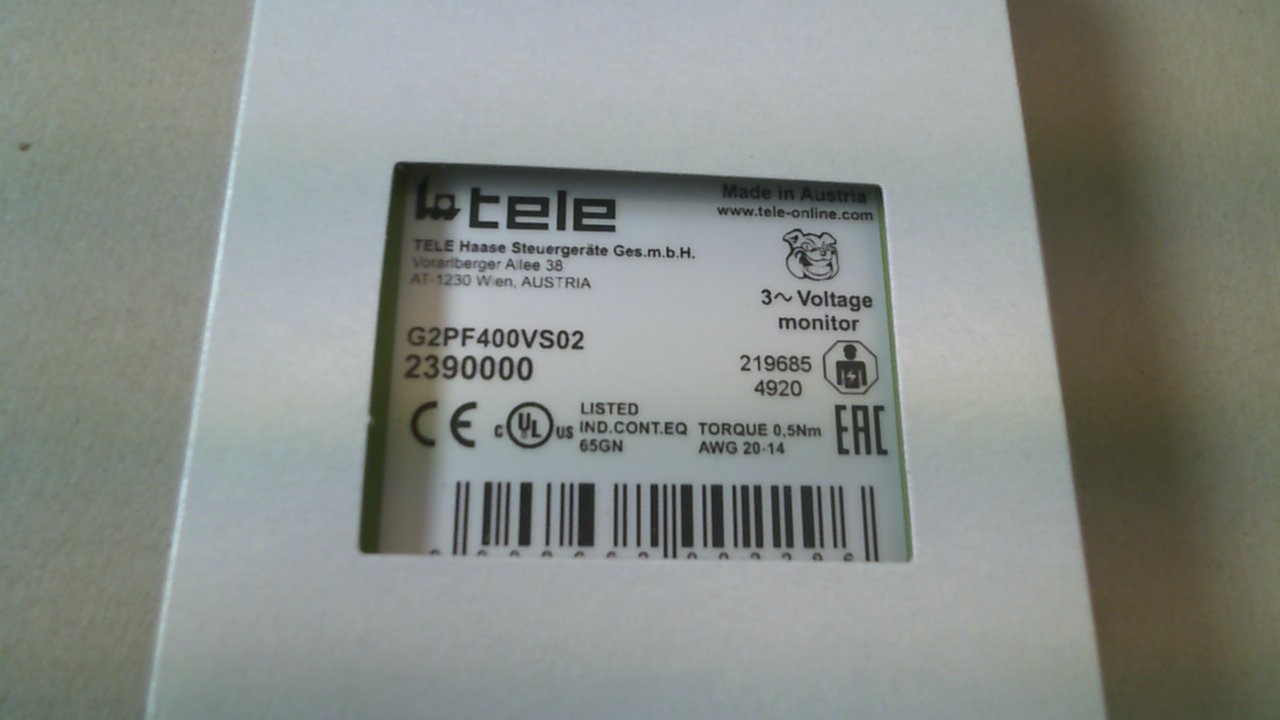 tele
Made in Austria
www.tele-online.com
TELE Haase Steuergeräte Ges.m.b.H.
Vorarlberger Allee 38
AT-1230 Wien, AUSTRIA
3~ Voltage
monitor
G2PF400VS02
2390000
219685
4920
CE
c UL us
LISTED
IND.CONT.EQ
65GN
TORQUE 0,5Nm
AWG 20-14
EAC